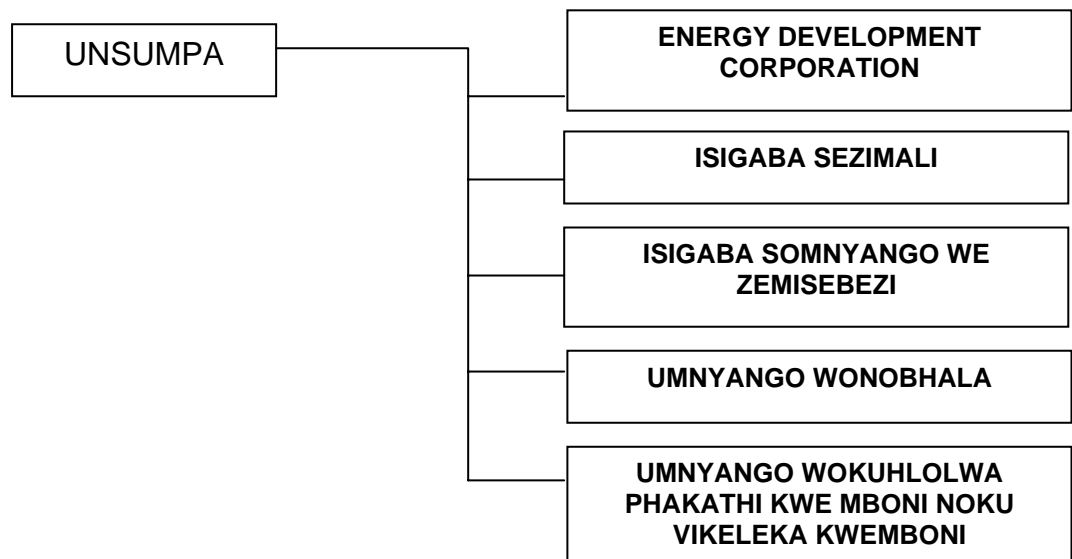 UNSUMPA
ENERGY DEVELOPMENT
CORPORATION
ISIGABA SEZIMALI
ISIGABA SOMNYANGO WE
ZEMISEBEZI
UMNYANGO WONOBHALA
UMNYANGO WOKUHLOLWA
PHAKATHI KWE MBONI NOKU
VIKELEKA KWEMBONI